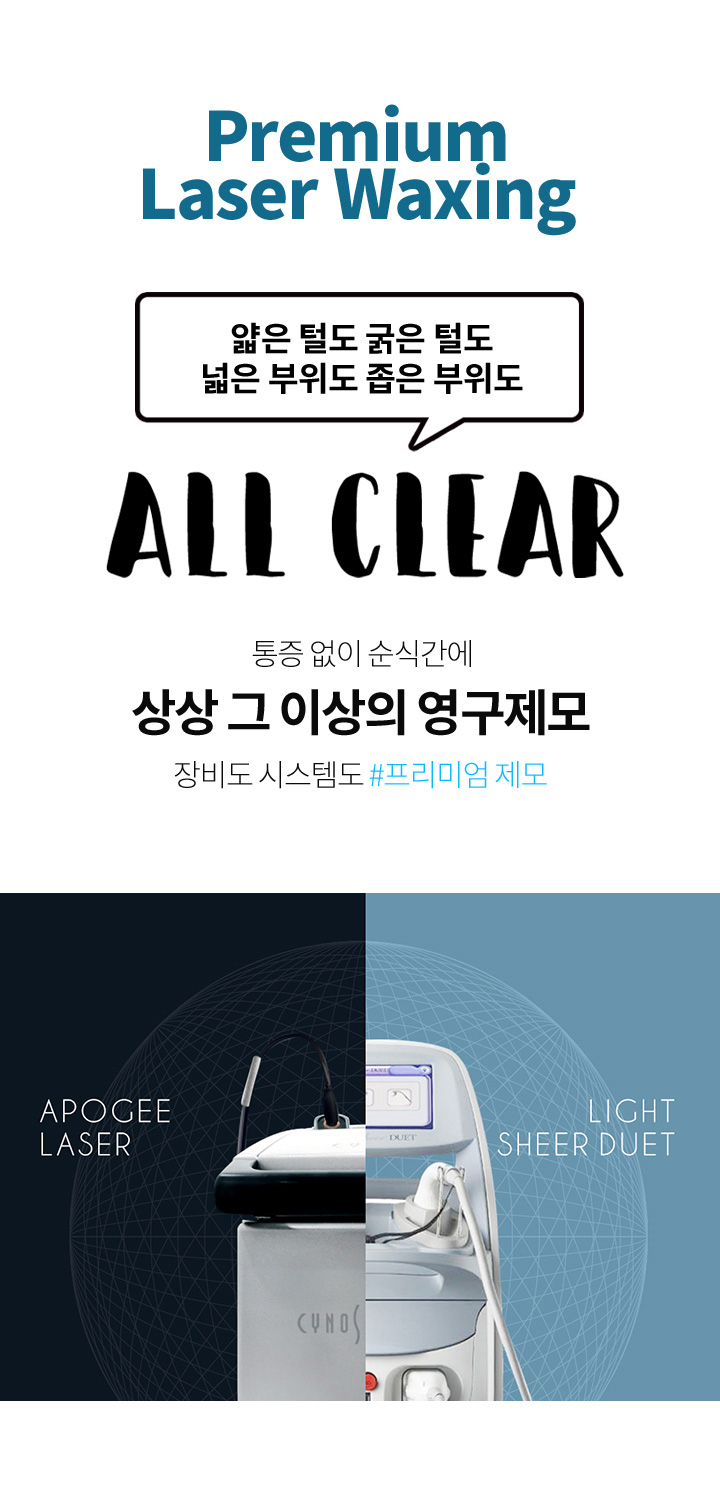 Premium
Laser Waxing
얇은 털도 굵은 털도
넓은 부위도 좁은 부위도
ALL CLEAR
통증 없이 순식간에
상상 그 이상의 영구제모
장비도 시스템도 #프리미엄 제모
APOGEE
LASER
LIGHT
SHEER DUET
DUET
CYNOS